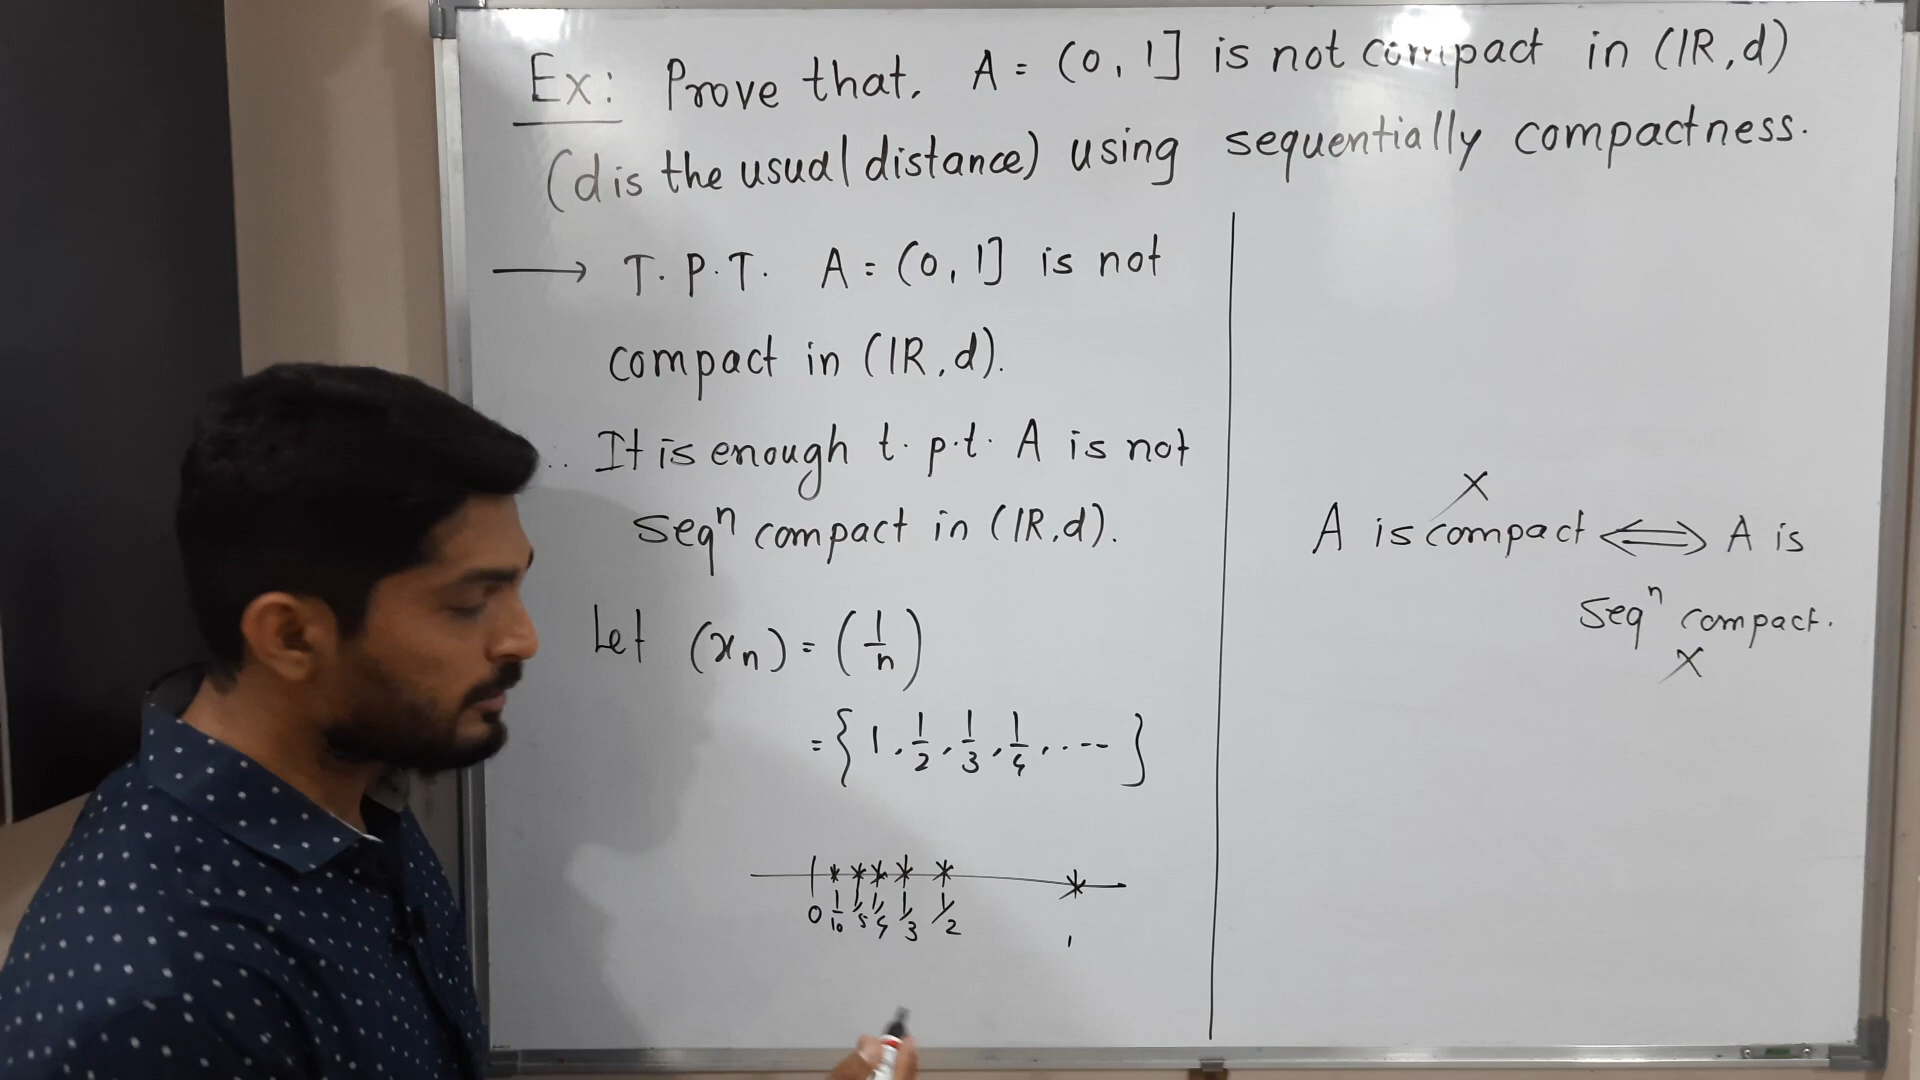 Ex: Prove that, A = (0, 1] is not compact in (IR, d)
(d is the usual distance) using sequentially compactness.
→ T. P. T. A = (0, 1] is not
compact in (IR, d).
It is enough t. p. t. A is not
seqⁿ compact in (IR, d).
Let (xₙ) = (1/n)
= {1, 1/2, 1/3, 1/4, . . --- }
0 1/10 1/5 1/4 1/3 1/2 1
X
A is compact ⟺ A is
seqⁿ compact.
X